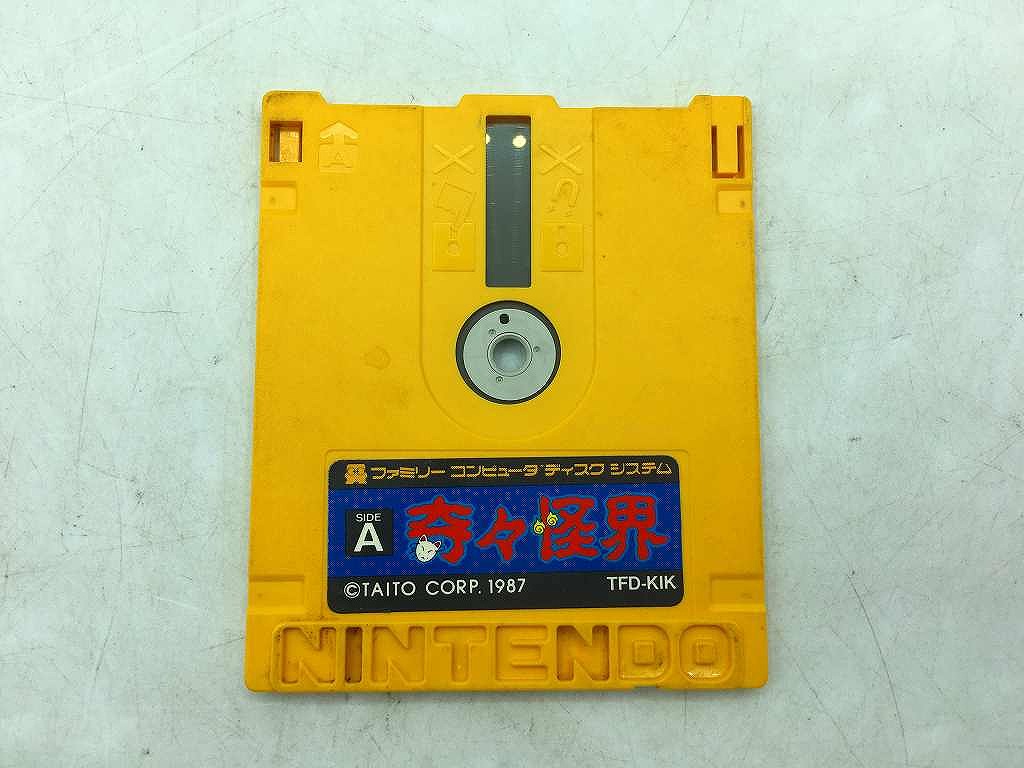 A
ファミリー コンピュータ ディスク システム
SIDE
A
奇々怪界
©TAITO CORP. 1987 TFD-KIK
NINTENDO